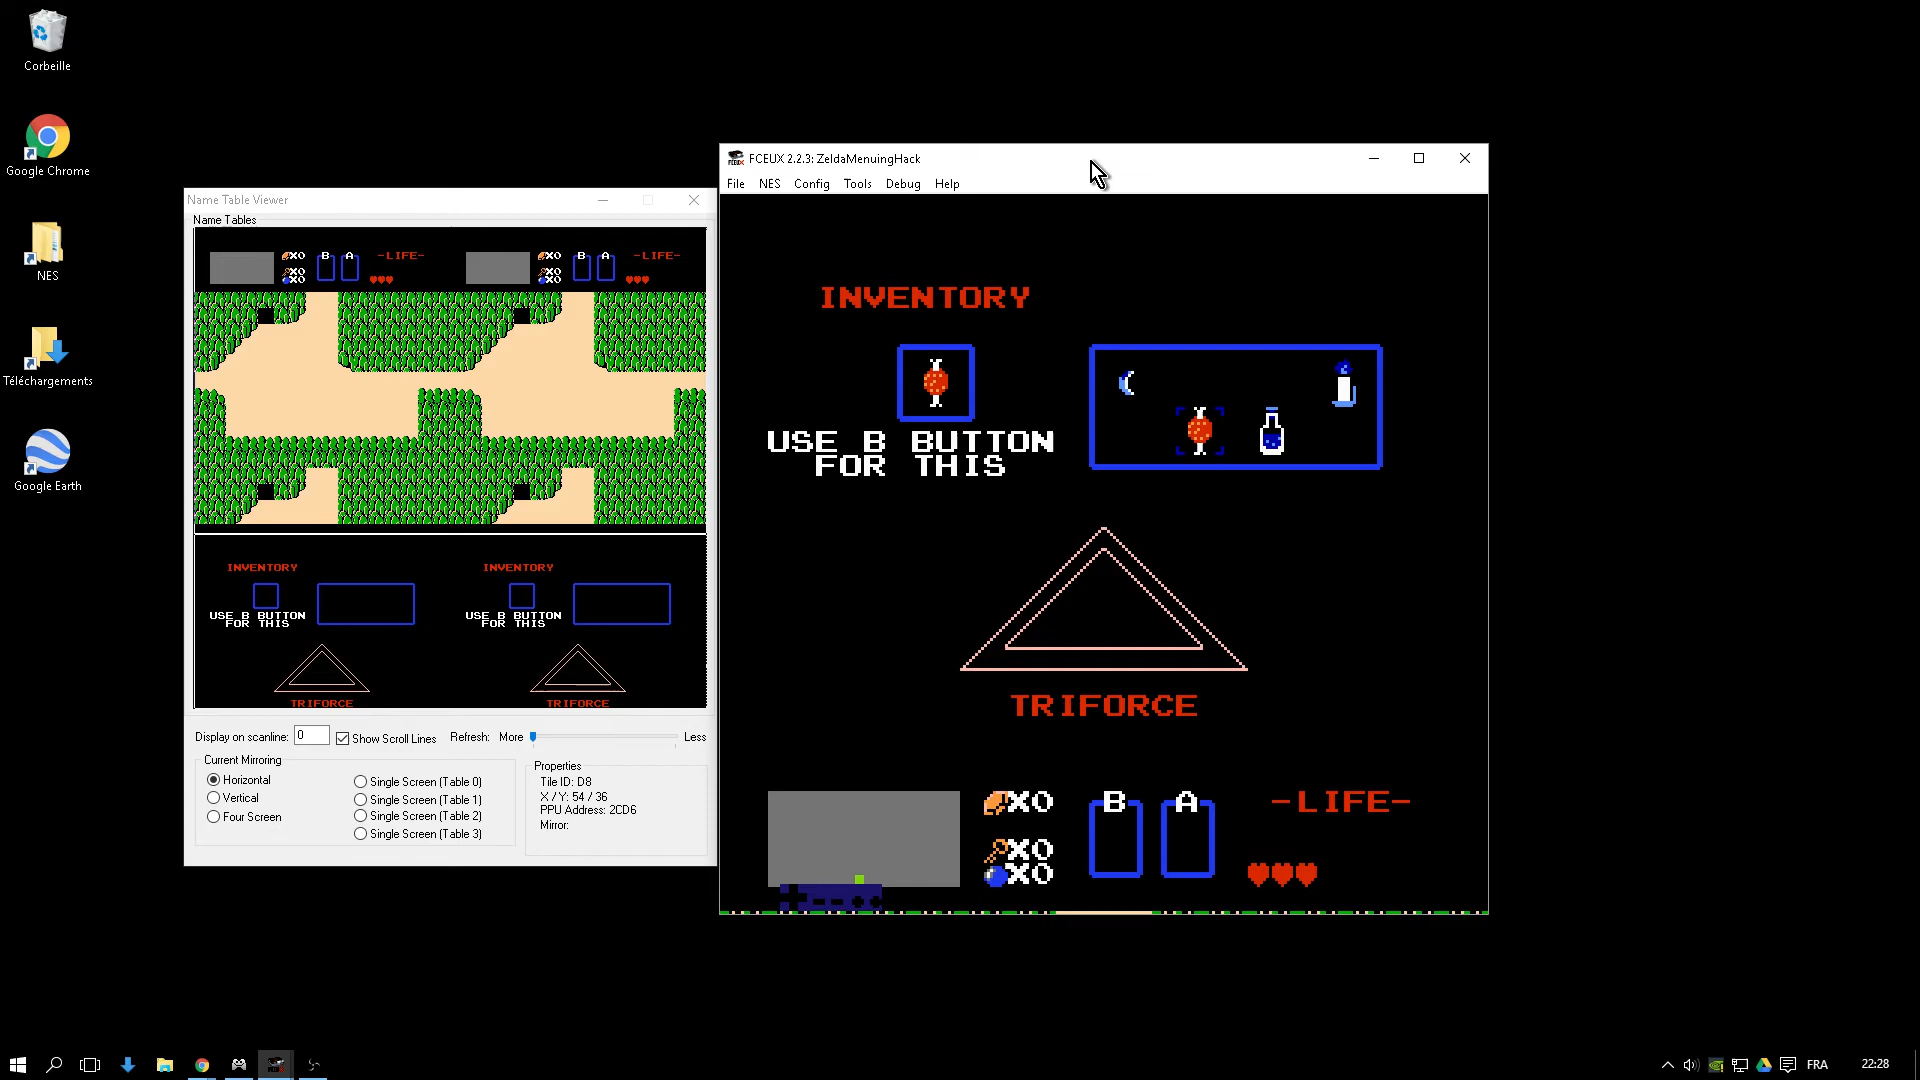 Corbeille
Google Chrome
NES
Téléchargements
Google Earth
Name Table Viewer
Name Tables
X0 B A -LIFE- X0 B A -LIFE-
X0 X0
X0 X0
INVENTORY INVENTORY
USE B BUTTON USE B BUTTON
FOR THIS FOR THIS
TRIFORCE TRIFORCE
Display on scanline: 0 Show Scroll Lines Refresh: More Less
Current Mirroring
Horizontal
Vertical
Four Screen
Single Screen (Table 0)
Single Screen (Table 1)
Single Screen (Table 2)
Single Screen (Table 3)
Properties
Tile ID: D8
X / Y: 54 / 36
PPU Address: 2CD6
Mirror:
FCEUX 2.2.3: ZeldaMenuingHack
File NES Config Tools Debug Help
INVENTORY
USE B BUTTON
FOR THIS
TRIFORCE
X0 B A -LIFE-
X0
X0
FRA 22:28